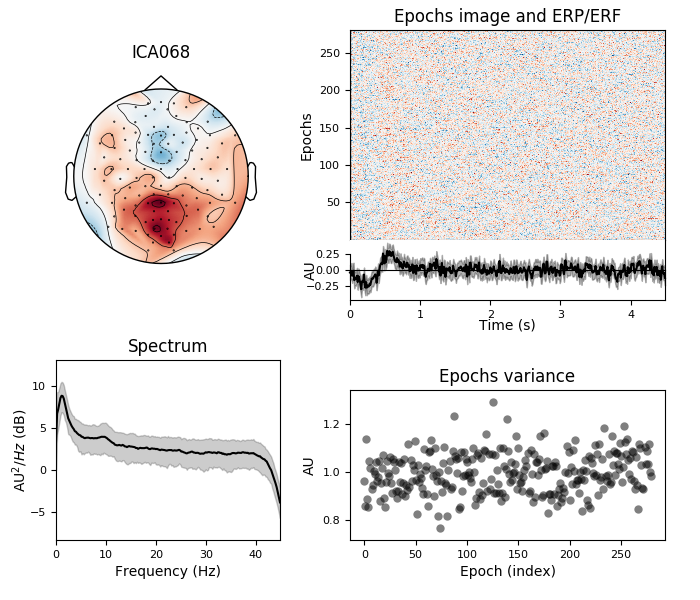 ICA068
Epochs image and ERP/ERF
Epochs
250
200
150
100
50
AU
0.25
0.00
−0.25
0 1 2 3 4
Time (s)
Spectrum
AU²/Hz (dB)
10
5
0
−5
0 10 20 30 40
Frequency (Hz)
Epochs variance
AU
1.2
1.0
0.8
0 50 100 150 200 250
Epoch (index)